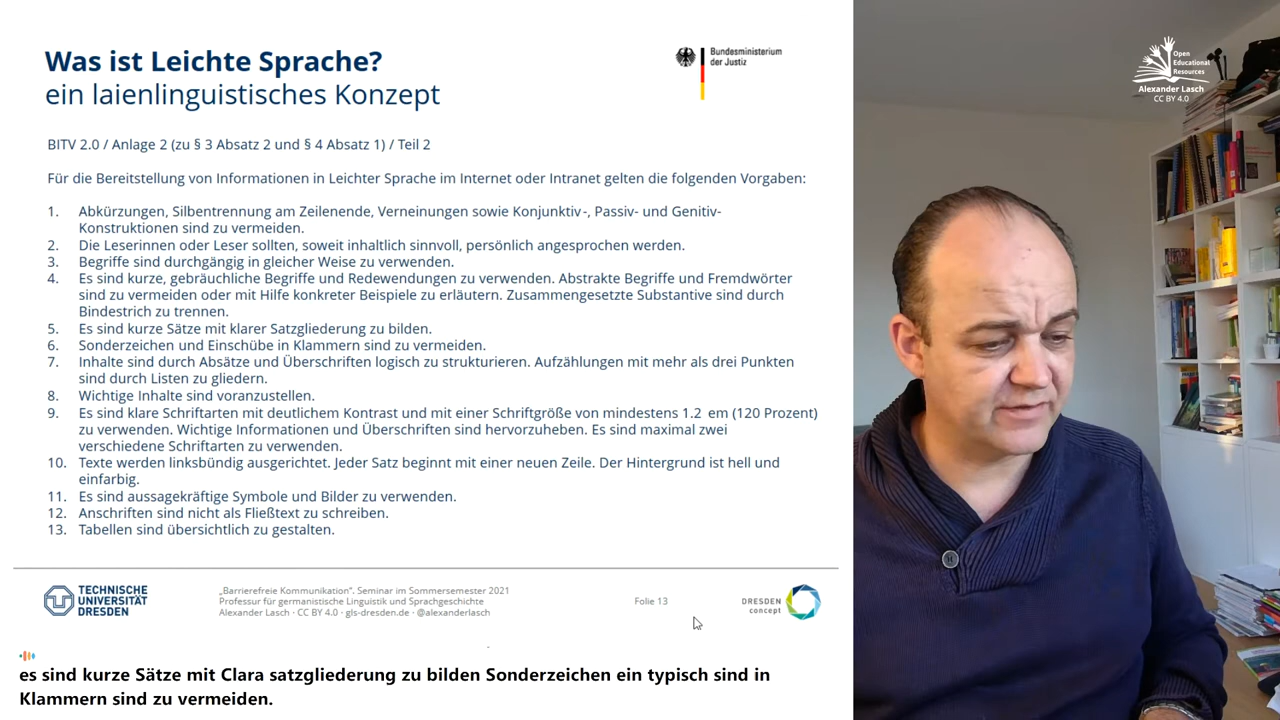 Was ist Leichte Sprache?
ein laienlinguistisches Konzept
Bundesministerium
der Justiz
BITV 2.0 / Anlage 2 (zu § 3 Absatz 2 und § 4 Absatz 1) / Teil 2
Für die Bereitstellung von Informationen in Leichter Sprache im Internet oder Intranet gelten die folgenden Vorgaben:
1. Abkürzungen, Silbentrennung am Zeilenende, Verneinungen sowie Konjunktiv-, Passiv- und Genitiv-
Konstruktionen sind zu vermeiden.
2. Die Leserinnen oder Leser sollten, soweit inhaltlich sinnvoll, persönlich angesprochen werden.
3. Begriffe sind durchgängig in gleicher Weise zu verwenden.
4. Es sind kurze, gebräuchliche Begriffe und Redewendungen zu verwenden. Abstrakte Begriffe und Fremdwörter
sind zu vermeiden oder mit Hilfe konkreter Beispiele zu erläutern. Zusammengesetzte Substantive sind durch
Bindestrich zu trennen.
5. Es sind kurze Sätze mit klarer Satzgliederung zu bilden.
6. Sonderzeichen und Einschübe in Klammern sind zu vermeiden.
7. Inhalte sind durch Absätze und Überschriften logisch zu strukturieren. Aufzählungen mit mehr als drei Punkten
sind durch Listen zu gliedern.
8. Wichtige Inhalte sind voranzustellen.
9. Es sind klare Schriftarten mit deutlichem Kontrast und mit einer Schriftgröße von mindestens 1.2 em (120 Prozent)
zu verwenden. Wichtige Informationen und Überschriften sind hervorzuheben. Es sind maximal zwei
verschiedene Schriftarten zu verwenden.
10. Texte werden linksbündig ausgerichtet. Jeder Satz beginnt mit einer neuen Zeile. Der Hintergrund ist hell und
einfarbig.
11. Es sind aussagekräftige Symbole und Bilder zu verwenden.
12. Anschriften sind nicht als Fließtext zu schreiben.
13. Tabellen sind übersichtlich zu gestalten.
TECHNISCHE
UNIVERSITÄT
DRESDEN
„Barrierefreie Kommunikation". Seminar im Sommersemester 2021
Professur für germanistische Linguistik und Sprachgeschichte
Alexander Lasch · CC BY 4.0 · gls-dresden.de · @alexanderlasch
Folie 13
DRESDEN
concept
es sind kurze Sätze mit Clara satzgliederung zu bilden Sonderzeichen ein typisch sind in
Klammern sind zu vermeiden.
Open
Educational
Resources
Alexander Lasch
CC BY 4.0